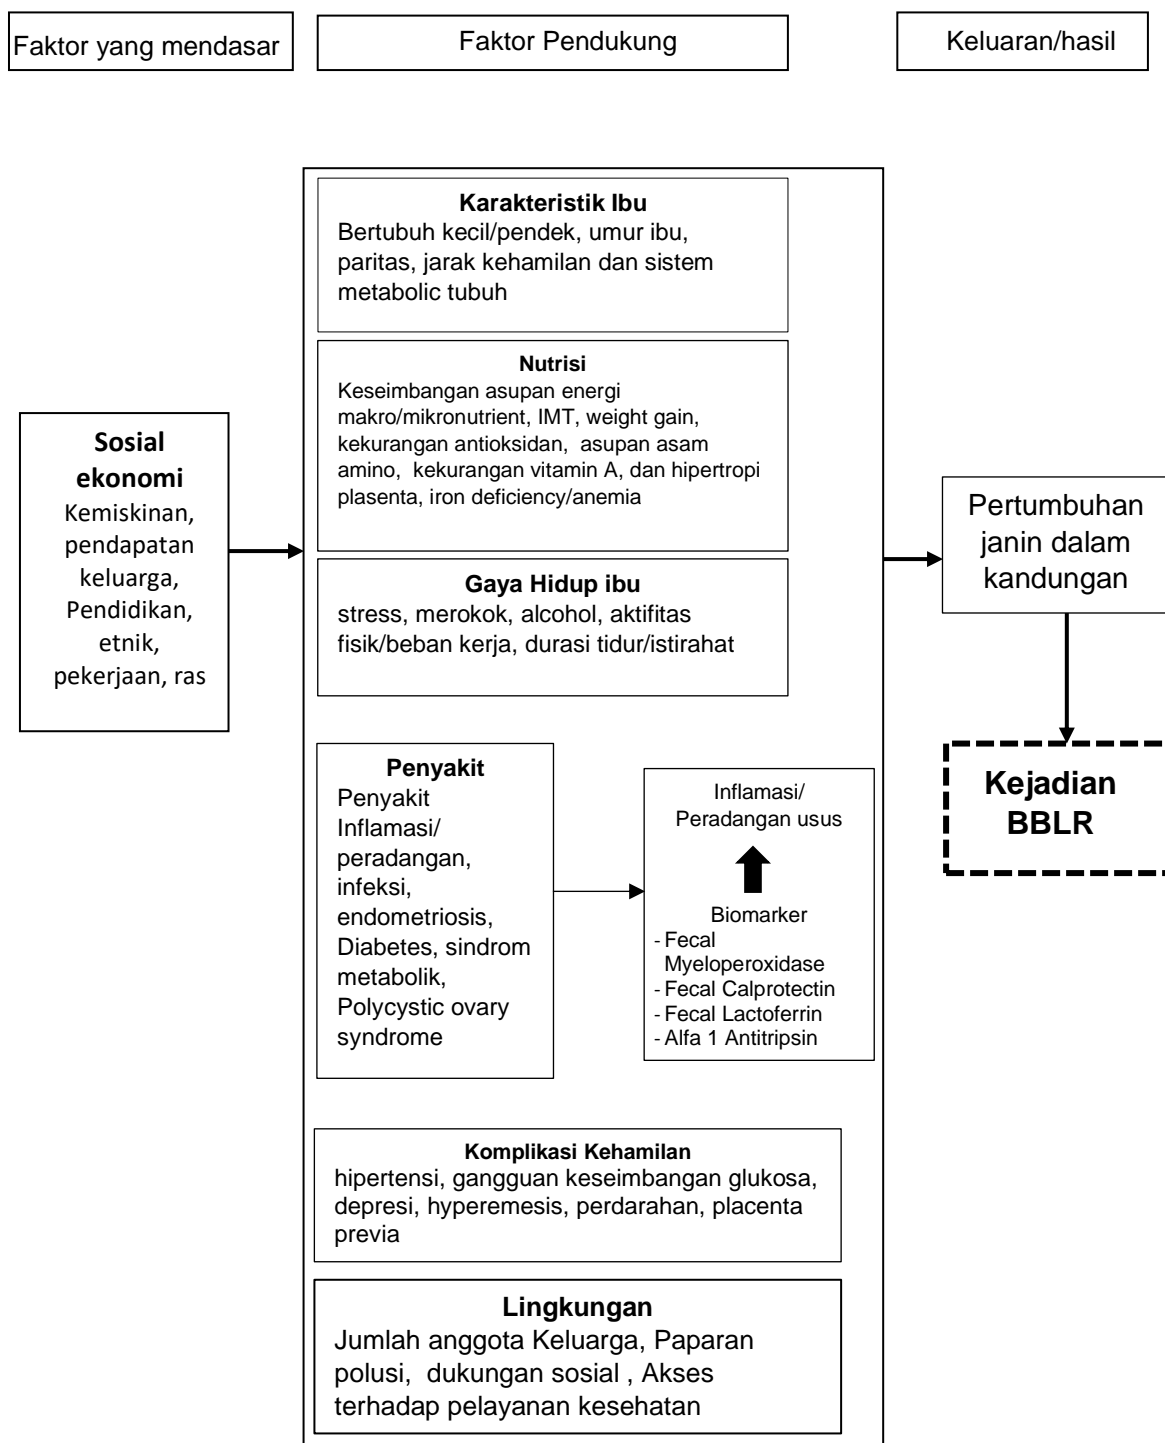 Faktor yang mendasar
Faktor Pendukung
Keluaran/hasil
Karakteristik Ibu
Bertubuh kecil/pendek, umur ibu,
paritas, jarak kehamilan dan sistem
metabolic tubuh
Nutrisi
Keseimbangan asupan energi
makro/mikronutrient, IMT, weight gain,
kekurangan antioksidan, asupan asam
amino, kekurangan vitamin A, dan hipertropi
plasenta, iron deficiency/anemia
Sosial
ekonomi
Kemiskinan,
pendapatan
keluarga,
Pendidikan,
etnik,
pekerjaan, ras
Gaya Hidup ibu
stress, merokok, alcohol, aktifitas
fisik/beban kerja, durasi tidur/istirahat
Pertumbuhan
janin dalam
kandungan
Penyakit
Penyakit
Inflamasi/
peradangan,
infeksi,
endometriosis,
Diabetes, sindrom
metabolik,
Polycystic ovary
syndrome
Inflamasi/
Peradangan usus
Biomarker
- Fecal
Myeloperoxidase
- Fecal Calprotectin
- Fecal Lactoferrin
- Alfa 1 Antitripsin
Kejadian
BBLR
Komplikasi Kehamilan
hipertensi, gangguan keseimbangan glukosa,
depresi, hyperemesis, perdarahan, placenta
previa
Lingkungan
Jumlah anggota Keluarga, Paparan
polusi, dukungan sosial , Akses
terhadap pelayanan kesehatan